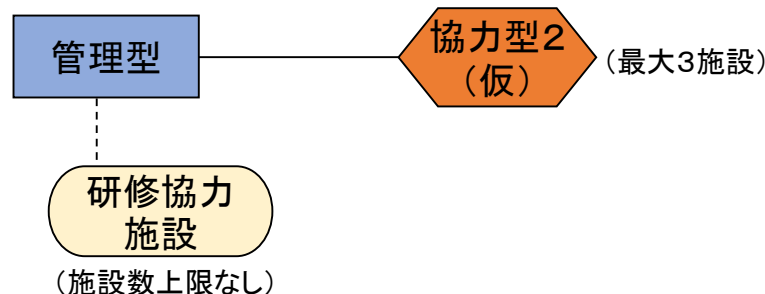 管理型
協力型２
（仮）
（最大３施設）
研修協力
施設
（施設数上限なし）